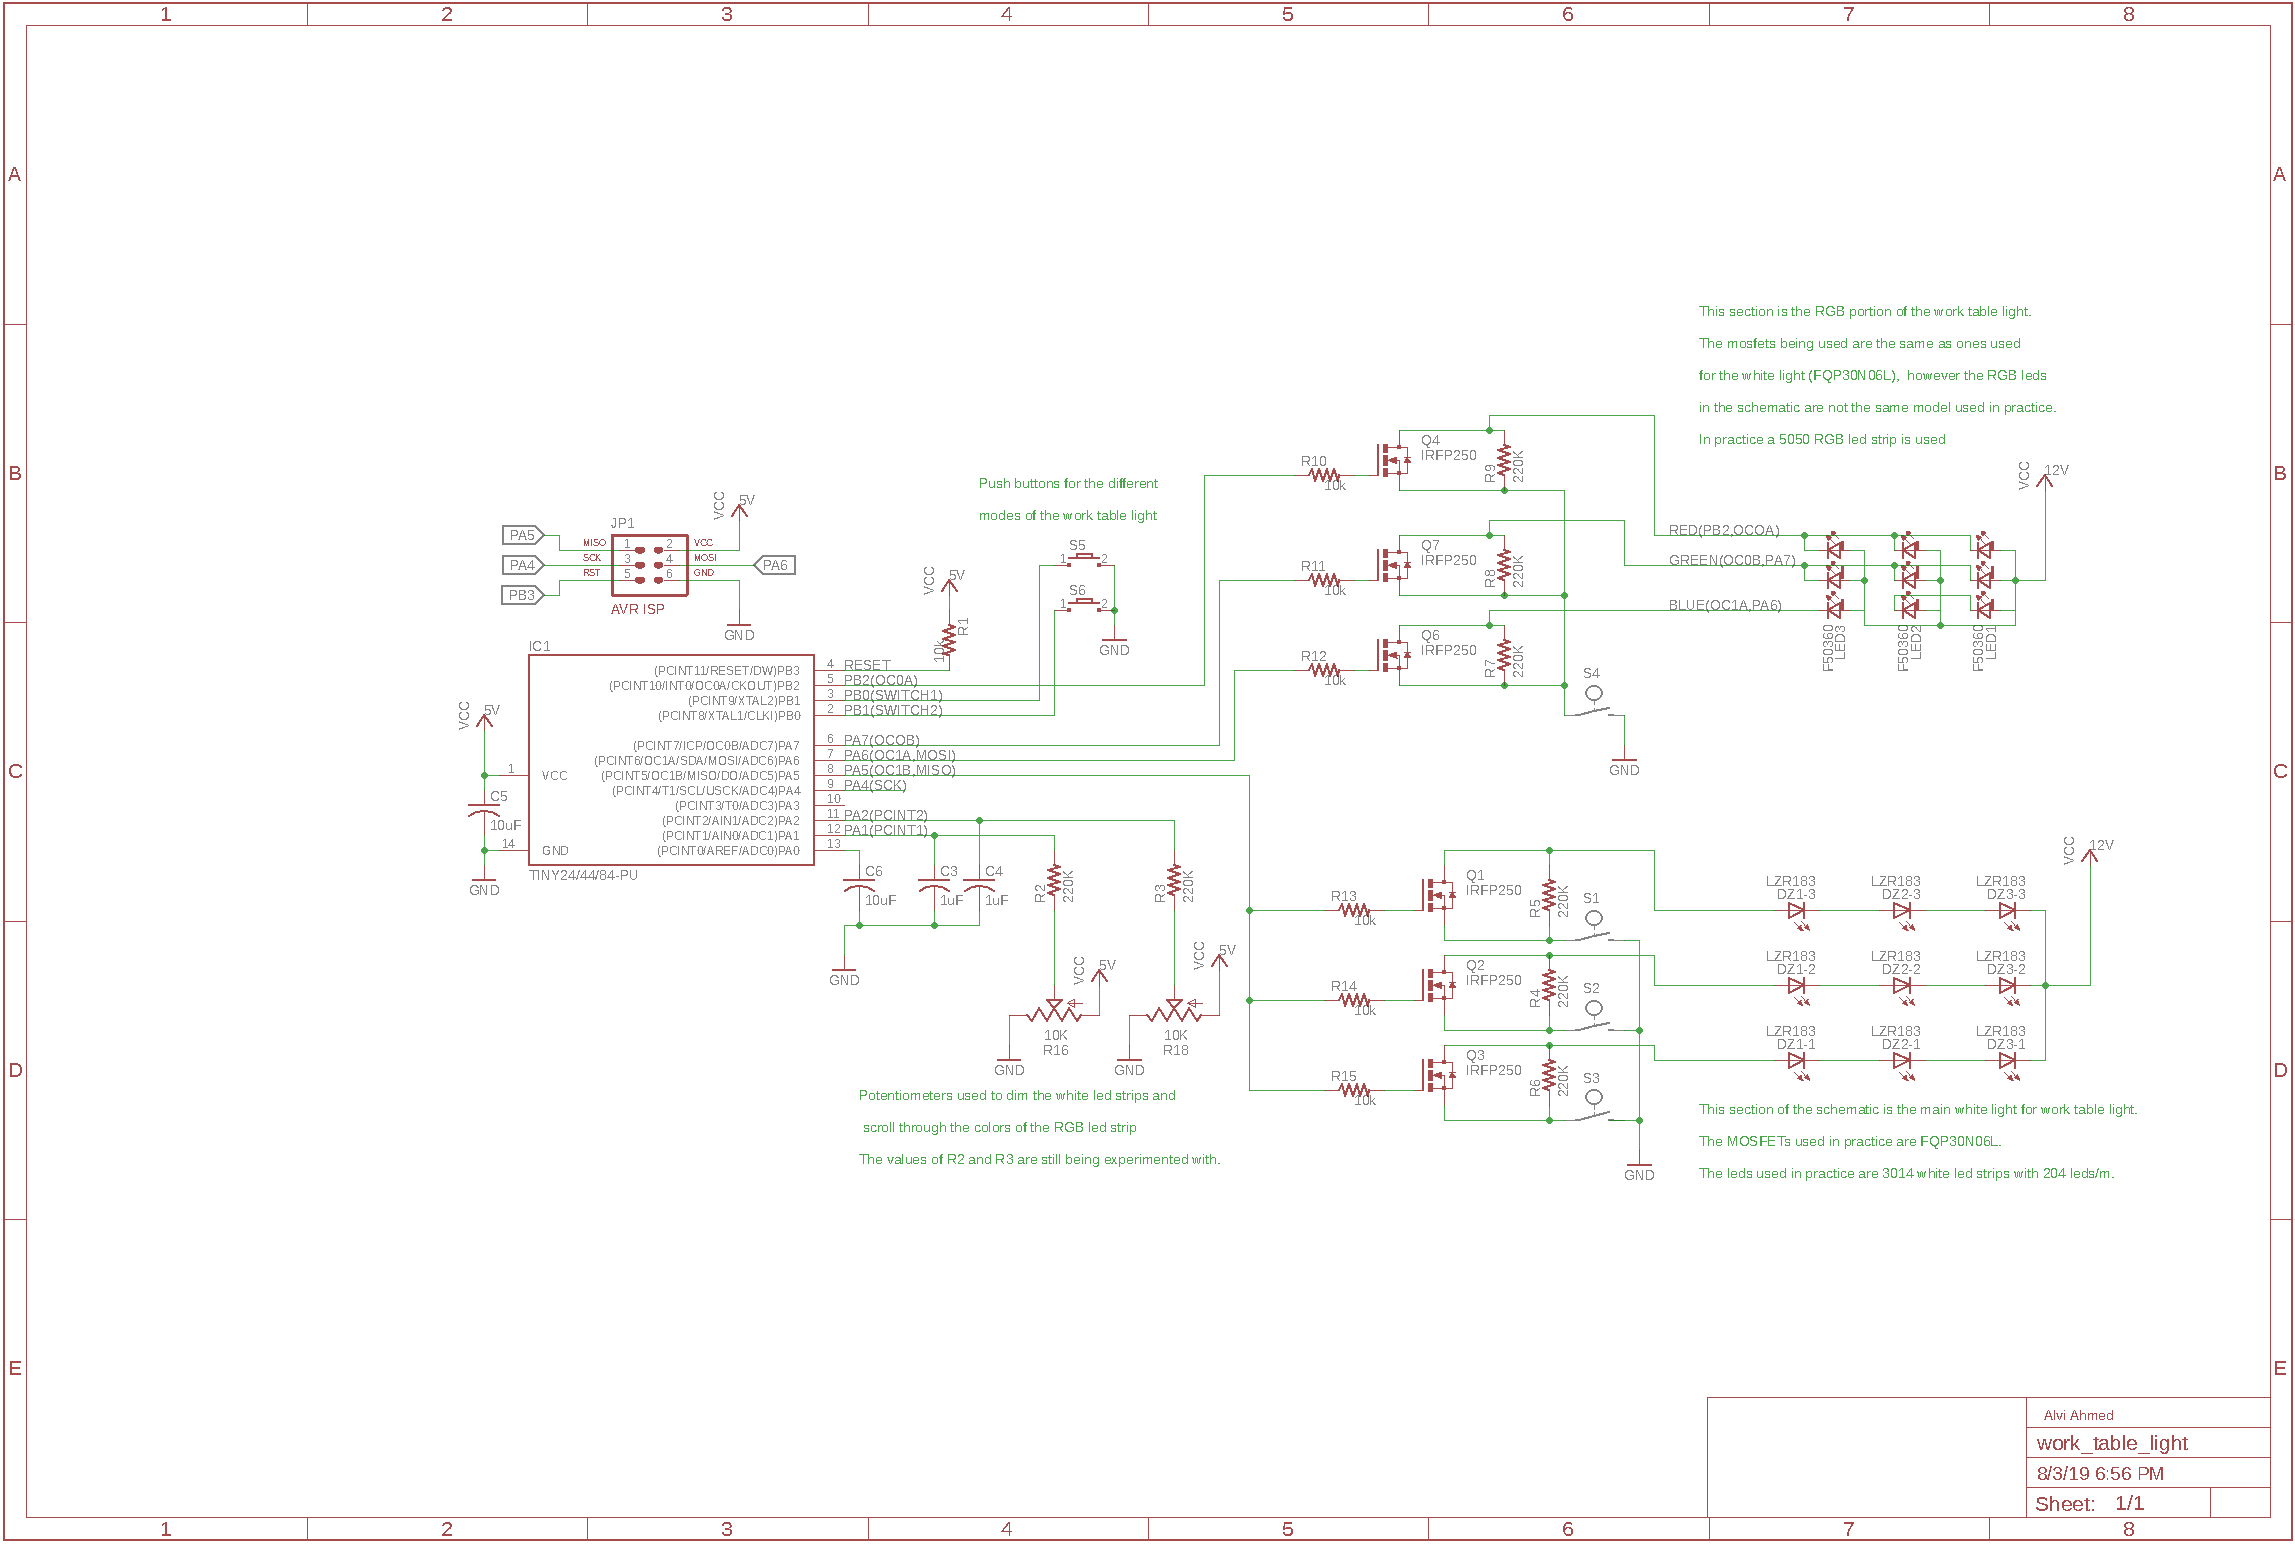 1 2 3 4 5 6 7 8
A A
B B
C C
D D
E E
This section is the RGB portion of the work table light.
The mosfets being used are the same as ones used
for the white light (FQP30N06L), however the RGB leds
in the schematic are not the same model used in practice.
In practice a 5050 RGB led strip is used
Push buttons for the different
modes of the work table light
JP1
VCC 5V
PA5 MISO 1 2 VCC
PA4 SCK 3 4 MOSI PA6
PB3 RST 5 6 GND
AVR ISP
GND
VCC 5V
R1
10k
S5
1 2
S6
1 2
GND
IC1
(PCINT11/RESET/DW)PB3 4 RESET
(PCINT10/INT0/OC0A/CKOUT)PB2 5 PB2(OC0A)
(PCINT9/XTAL2)PB1 3 PB0(SWITCH1)
(PCINT8/XTAL1/CLKI)PB0 2 PB1(SWITCH2)
(PCINT7/ICP/OC0B/ADC7)PA7 6 PA7(OCOB)
(PCINT6/OC1A/SDA/MOSI/ADC6)PA6 7 PA6(OC1A,MOSI)
(PCINT5/OC1B/MISO/DO/ADC5)PA5 8 PA5(OC1B,MISO)
(PCINT4/T1/SCL/USCK/ADC4)PA4 9 PA4(SCK)
(PCINT3/T0/ADC3)PA3 10
(PCINT2/AIN1/ADC2)PA2 11 PA2(PCINT2)
(PCINT1/AIN0/ADC1)PA1 12 PA1(PCINT1)
(PCINT0/AREF/ADC0)PA0 13
1 VCC
14 GND
TINY24/44/84-PU
VCC 5V
C5
10uF
GND
C6
10uF
C3
1uF
C4
1uF
GND
R2
220K
R3
220K
VCC 5V
10K
R16
GND
VCC 5V
10K
R18
GND
Potentiometers used to dim the white led strips and
scroll through the colors of the RGB led strip
The values of R2 and R3 are still being experimented with.
R10
10k
Q4
IRFP250
R9
220K
R11
10k
Q7
IRFP250
R8
220K
R12
10k
Q6
IRFP250
R7
220K
S4
GND
RED(PB2,OCOA)
GREEN(OC0B,PA7)
BLUE(OC1A,PA6)
F50360
LED3
F50360
LED2
F50360
LED1
VCC 12V
R13
10k
Q1
IRFP250
R5
220K
S1
R14
10k
Q2
IRFP250
R4
220K
S2
R15
10k
Q3
IRFP250
R6
220K
S3
GND
VCC 12V
LZR183 LZR183 LZR183
DZ1-3 DZ2-3 DZ3-3
LZR183 LZR183 LZR183
DZ1-2 DZ2-2 DZ3-2
LZR183 LZR183 LZR183
DZ1-1 DZ2-1 DZ3-1
This section of the schematic is the main white light for work table light.
The MOSFETs used in practice are FQP30N06L.
The leds used in practice are 3014 white led strips with 204 leds/m.
Alvi Ahmed
work_table_light
8/3/19 6:56 PM
Sheet: 1/1
1 2 3 4 5 6 7 8